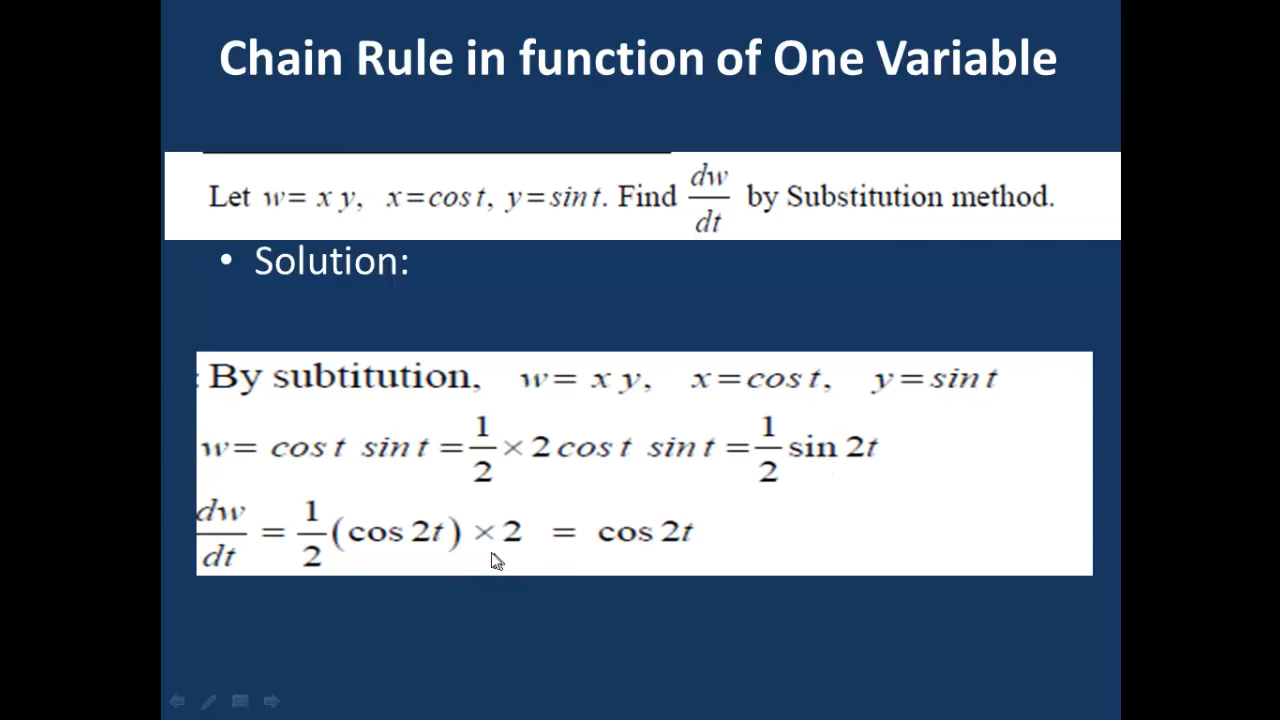 Chain Rule in function of One Variable
Let w= x y, x=cos t, y=sin t. Find dw/dt by Substitution method.
• Solution:
: By subtitution, w= x y, x=cos t, y=sin t
w= cos t sin t = 1/2 × 2 cos t sin t = 1/2 sin 2t
dw/dt = 1/2 (cos 2t) × 2 = cos 2t